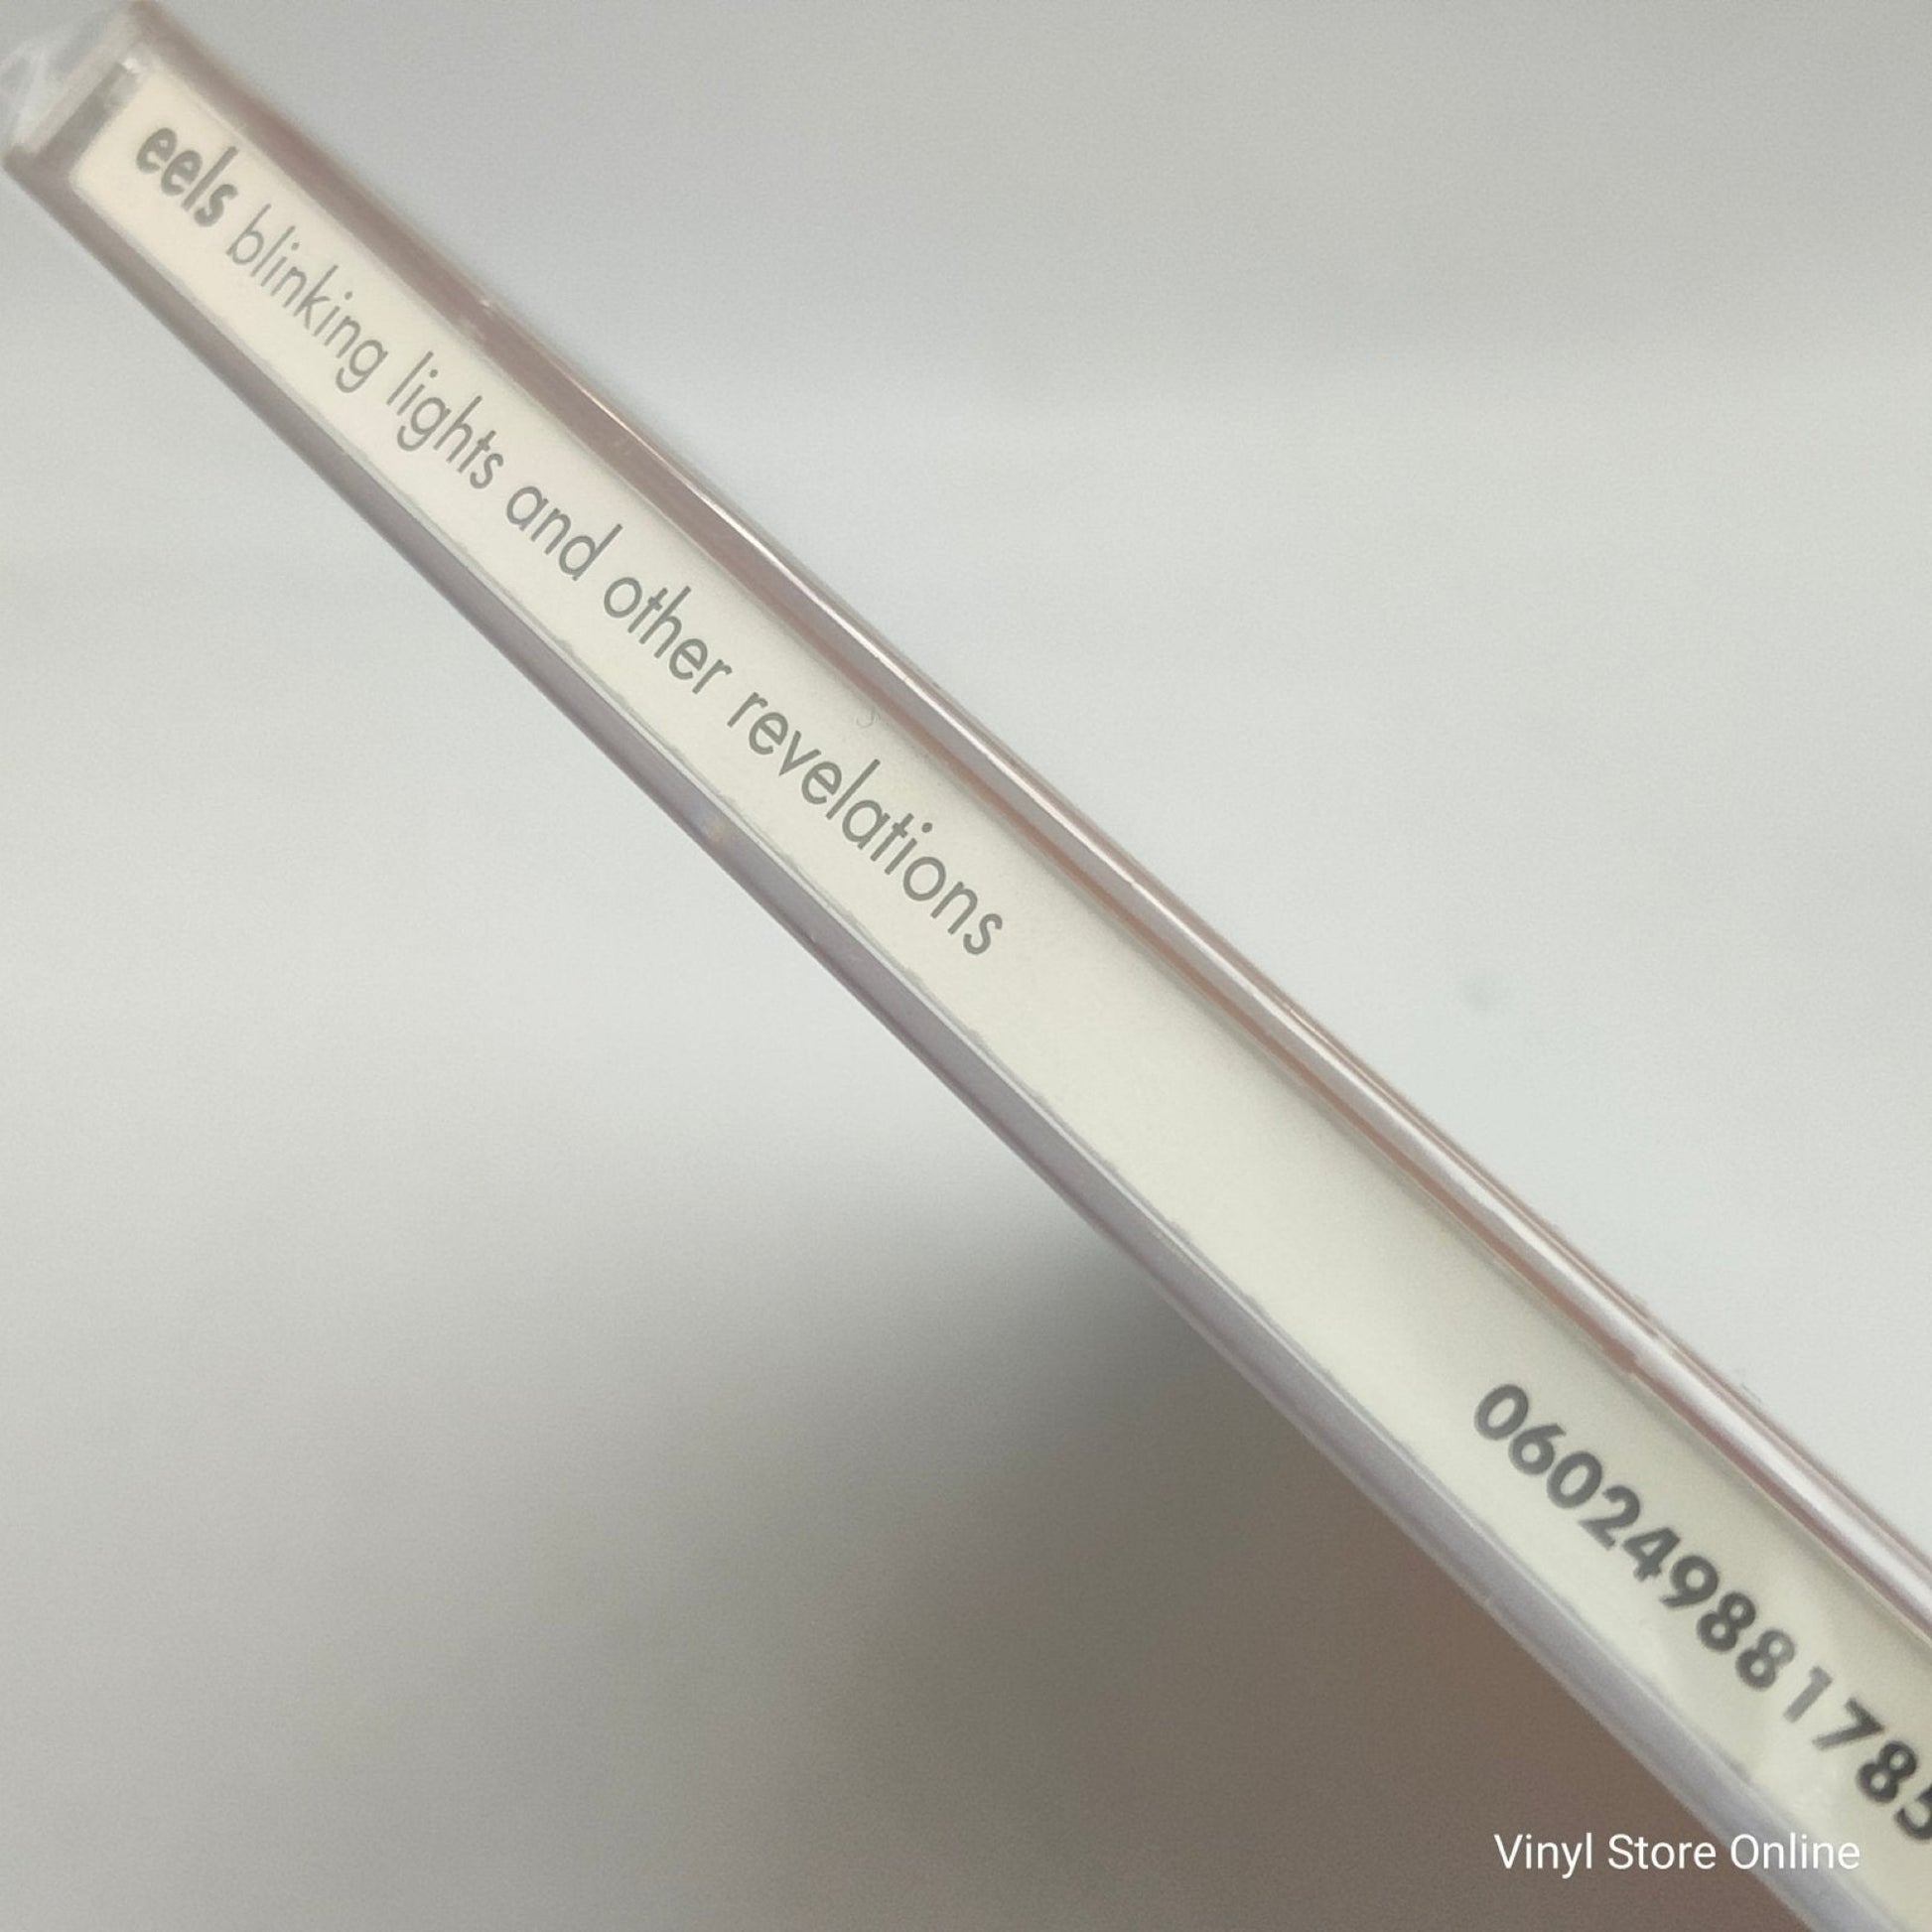 eels blinking lights and other revelations
060249881785
Vinyl Store Online